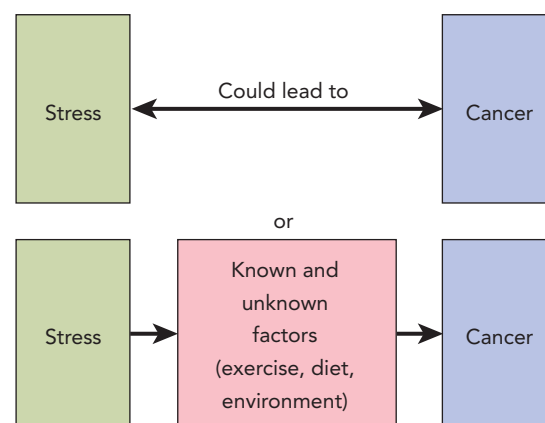 Could lead to
Stress
Cancer
or
Known and
unknown
factors
(exercise, diet,
environment)
Stress
Cancer